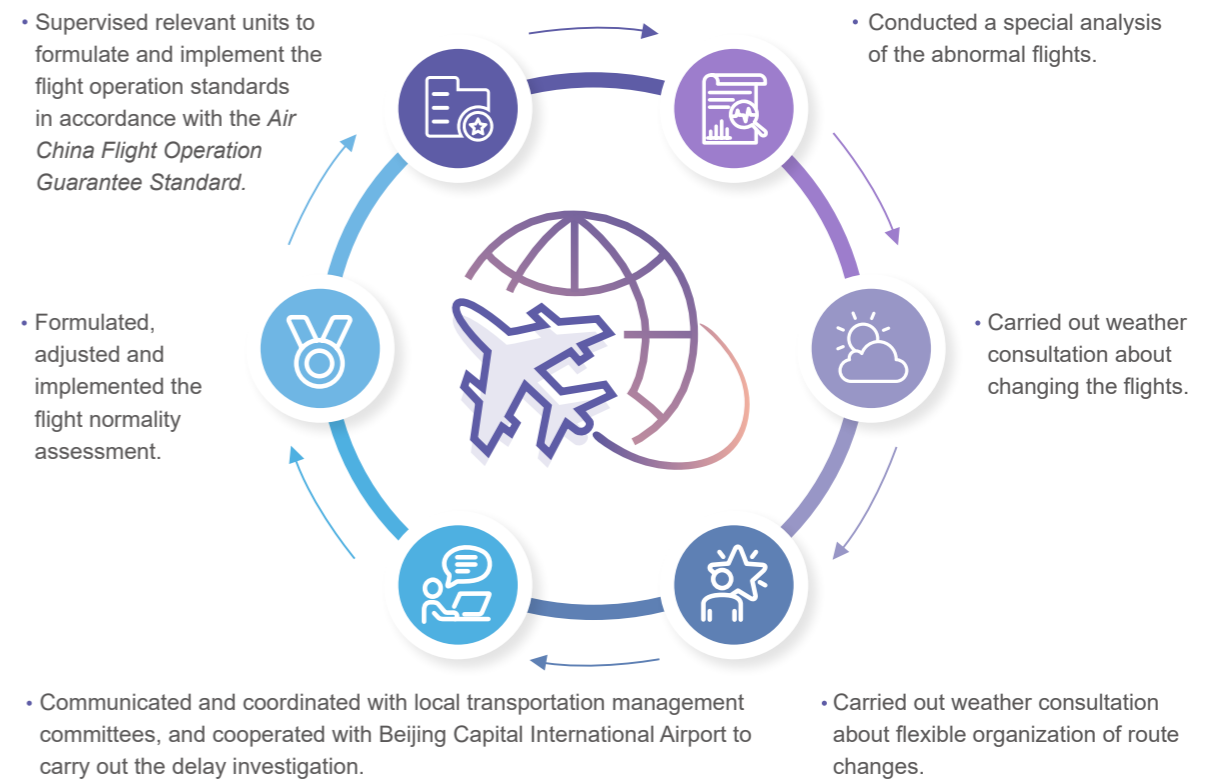 • Supervised relevant units to
formulate and implement the
flight operation standards
in accordance with the Air
China Flight Operation
Guarantee Standard.
• Conducted a special analysis
of the abnormal flights.
• Carried out weather
consultation about
changing the flights.
• Carried out weather consultation
about flexible organization of route
changes.
• Communicated and coordinated with local transportation management
committees, and cooperated with Beijing Capital International Airport to
carry out the delay investigation.
• Formulated,
adjusted and
implemented the
flight normality
assessment.